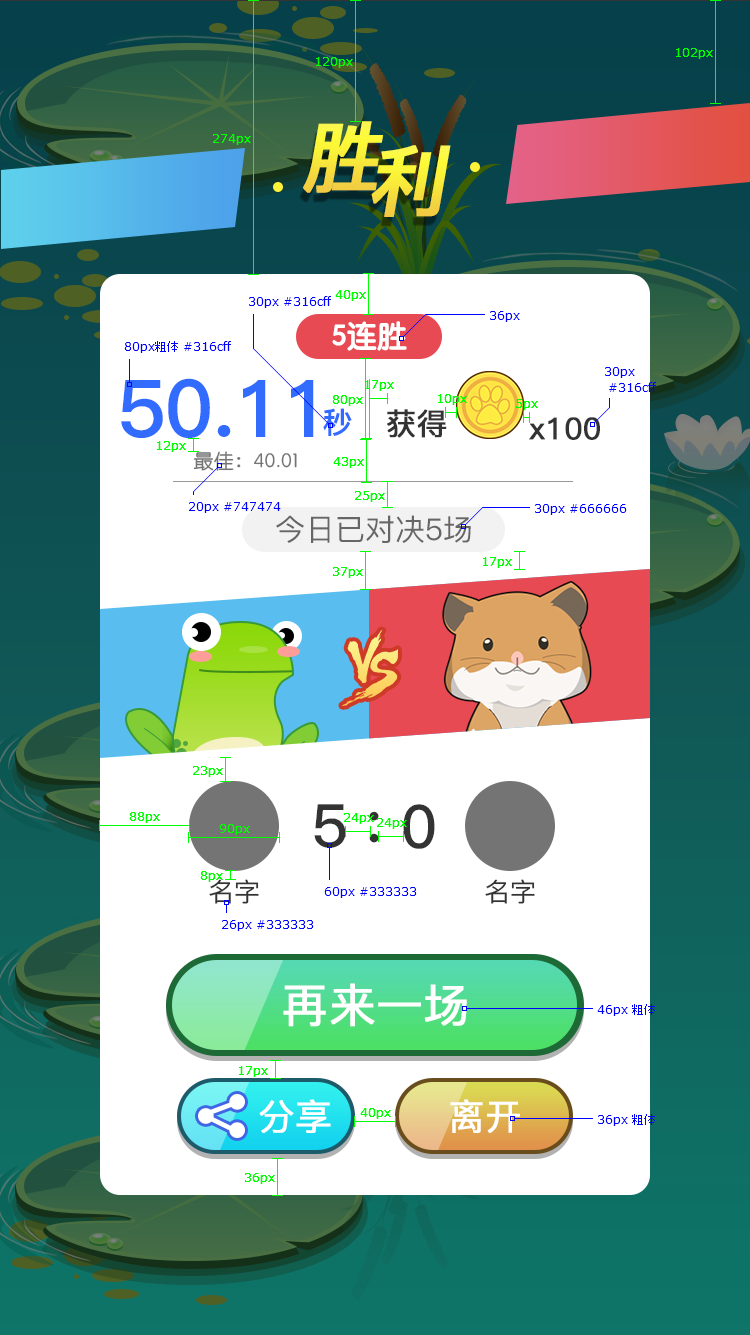 120px
102px
274px
胜利
30px #316cff
40px
36px
5连胜
80px粗体 #316cff
30px
#316cff
17px
80px
10px
5px
50.11秒
获得
x100
12px
最佳：40.01
43px
25px
20px #747474
30px #666666
今日已对决5场
37px
17px
VS
23px
88px
90px
24px
24px
5:0
8px
名字
名字
60px #333333
26px #333333
再来一场
46px 粗体
17px
分享
40px
离开
36px 粗体
36px